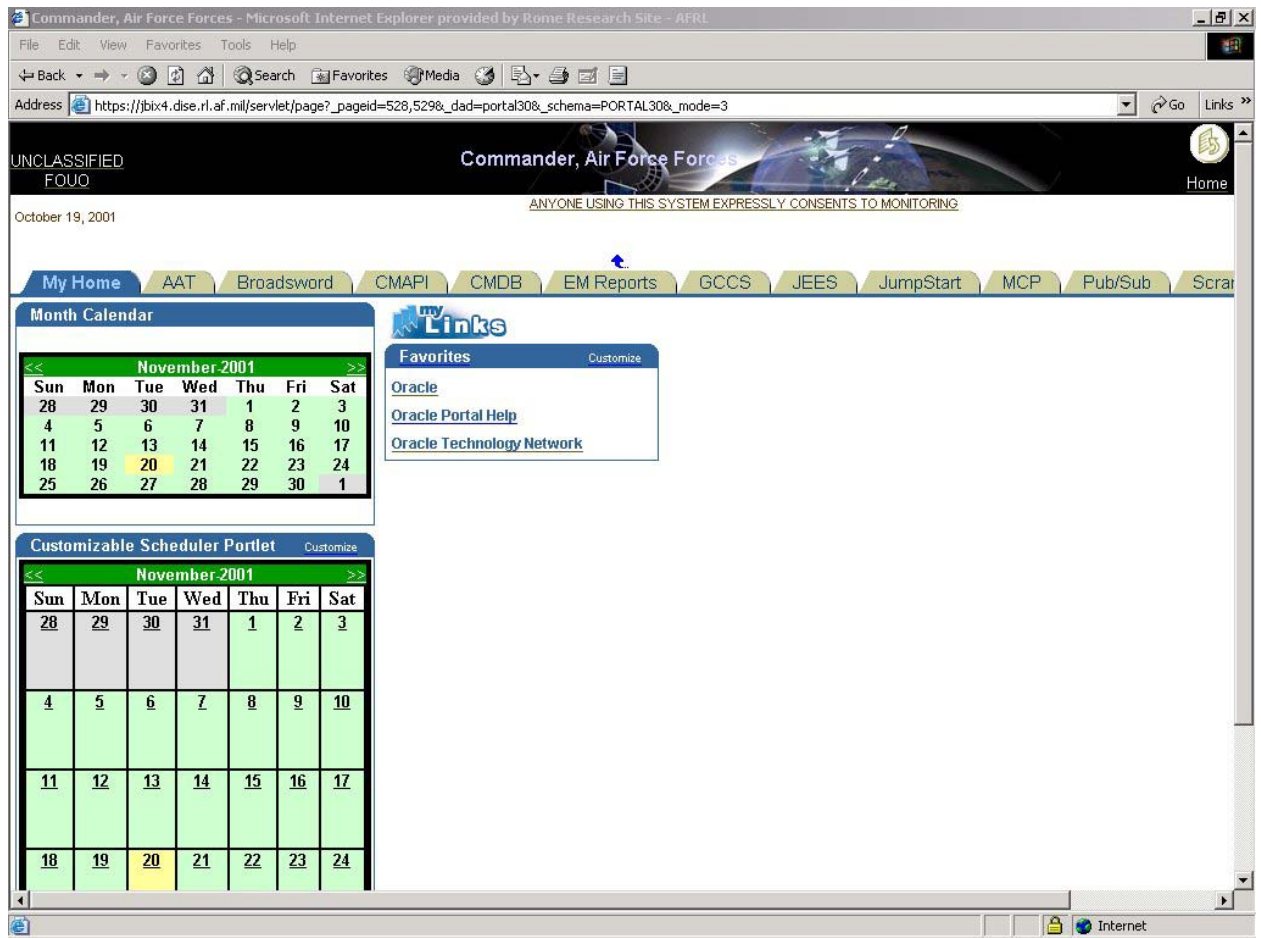 Commander, Air Force Forces - Microsoft Internet Explorer provided by Rome Research Site - AFRL
File Edit View Favorites Tools Help
Back Search Favorites Media
Address https://jbix4.dise.rl.af.mil/servlet/page?_pageid=528,529&_dad=portal30&_schema=PORTAL30&_mode=3 Go Links »
UNCLASSIFIED
FOUO
Commander, Air Force Forces
Home
October 19, 2001
ANYONE USING THIS SYSTEM EXPRESSLY CONSENTS TO MONITORING
My Home AAT Broadsword CMAPI CMDB EM Reports GCCS JEES JumpStart MCP Pub/Sub Scrar
Month Calendar
<< November-2001 >>
Sun Mon Tue Wed Thu Fri Sat
28 29 30 31 1 2 3
4 5 6 7 8 9 10
11 12 13 14 15 16 17
18 19 20 21 22 23 24
25 26 27 28 29 30 1
my Links
Favorites Customize
Oracle
Oracle Portal Help
Oracle Technology Network
Customizable Scheduler Portlet Customize
<< November-2001 >>
Sun Mon Tue Wed Thu Fri Sat
28 29 30 31 1 2 3
4 5 6 7 8 9 10
11 12 13 14 15 16 17
18 19 20 21 22 23 24
Internet